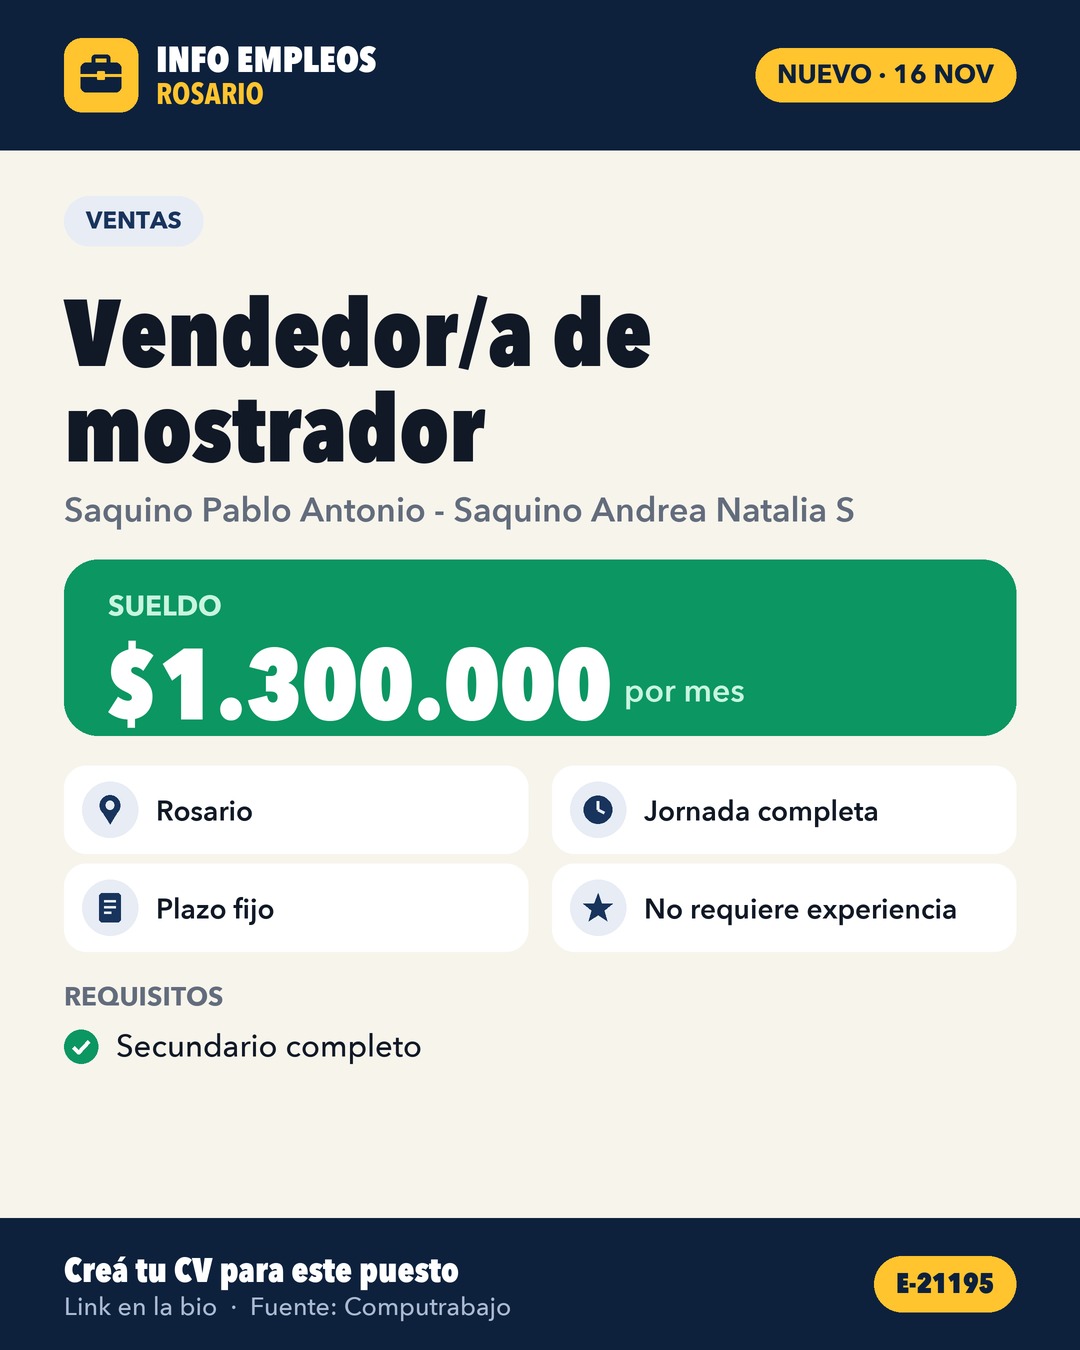 INFO EMPLEOS
ROSARIO
NUEVO · 16 NOV
VENTAS
Vendedor/a de
mostrador
Saquino Pablo Antonio - Saquino Andrea Natalia S
SUELDO
$1.300.000 por mes
Rosario
Jornada completa
Plazo fijo
No requiere experiencia
REQUISITOS
Secundario completo
Creá tu CV para este puesto
Link en la bio · Fuente: Computrabajo
E-21195